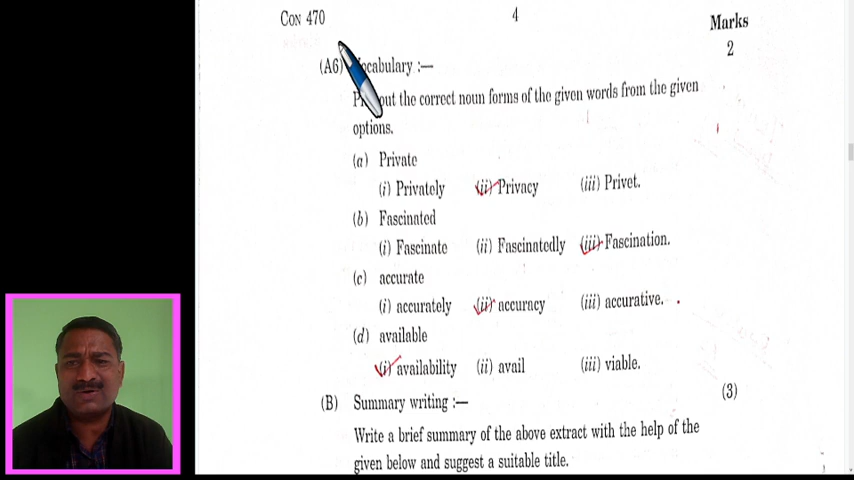 CON 470 4 Marks
(A6) Vocabulary :— 2
out the correct noun forms of the given words from the given
options.
(a) Private
(i) Privately (ii) Privacy (iii) Privet.
(b) Fascinated
(i) Fascinate (ii) Fascinatedly (iii) Fascination.
(c) accurate
(i) accurately (ii) accuracy (iii) accurative.
(d) available
(i) availability (ii) avail (iii) viable.
(B) Summary writing :— (3)
Write a brief summary of the above extract with the help of the
given below and suggest a suitable title.